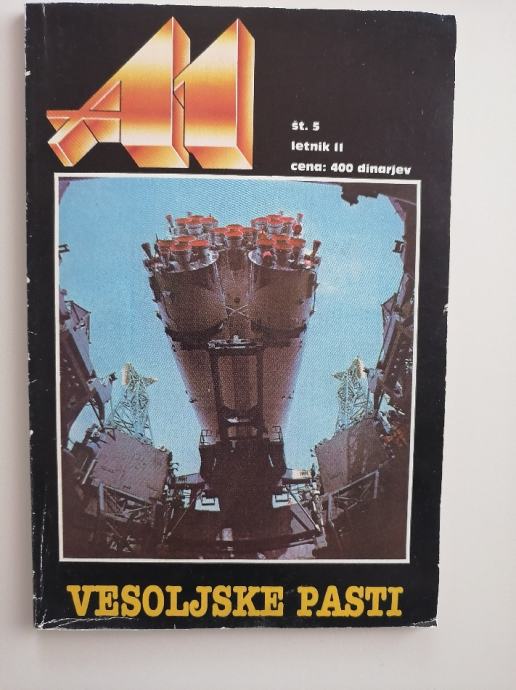 A1
št. 5
letnik II
cena: 400 dinarjev
VESOLJSKE PASTI